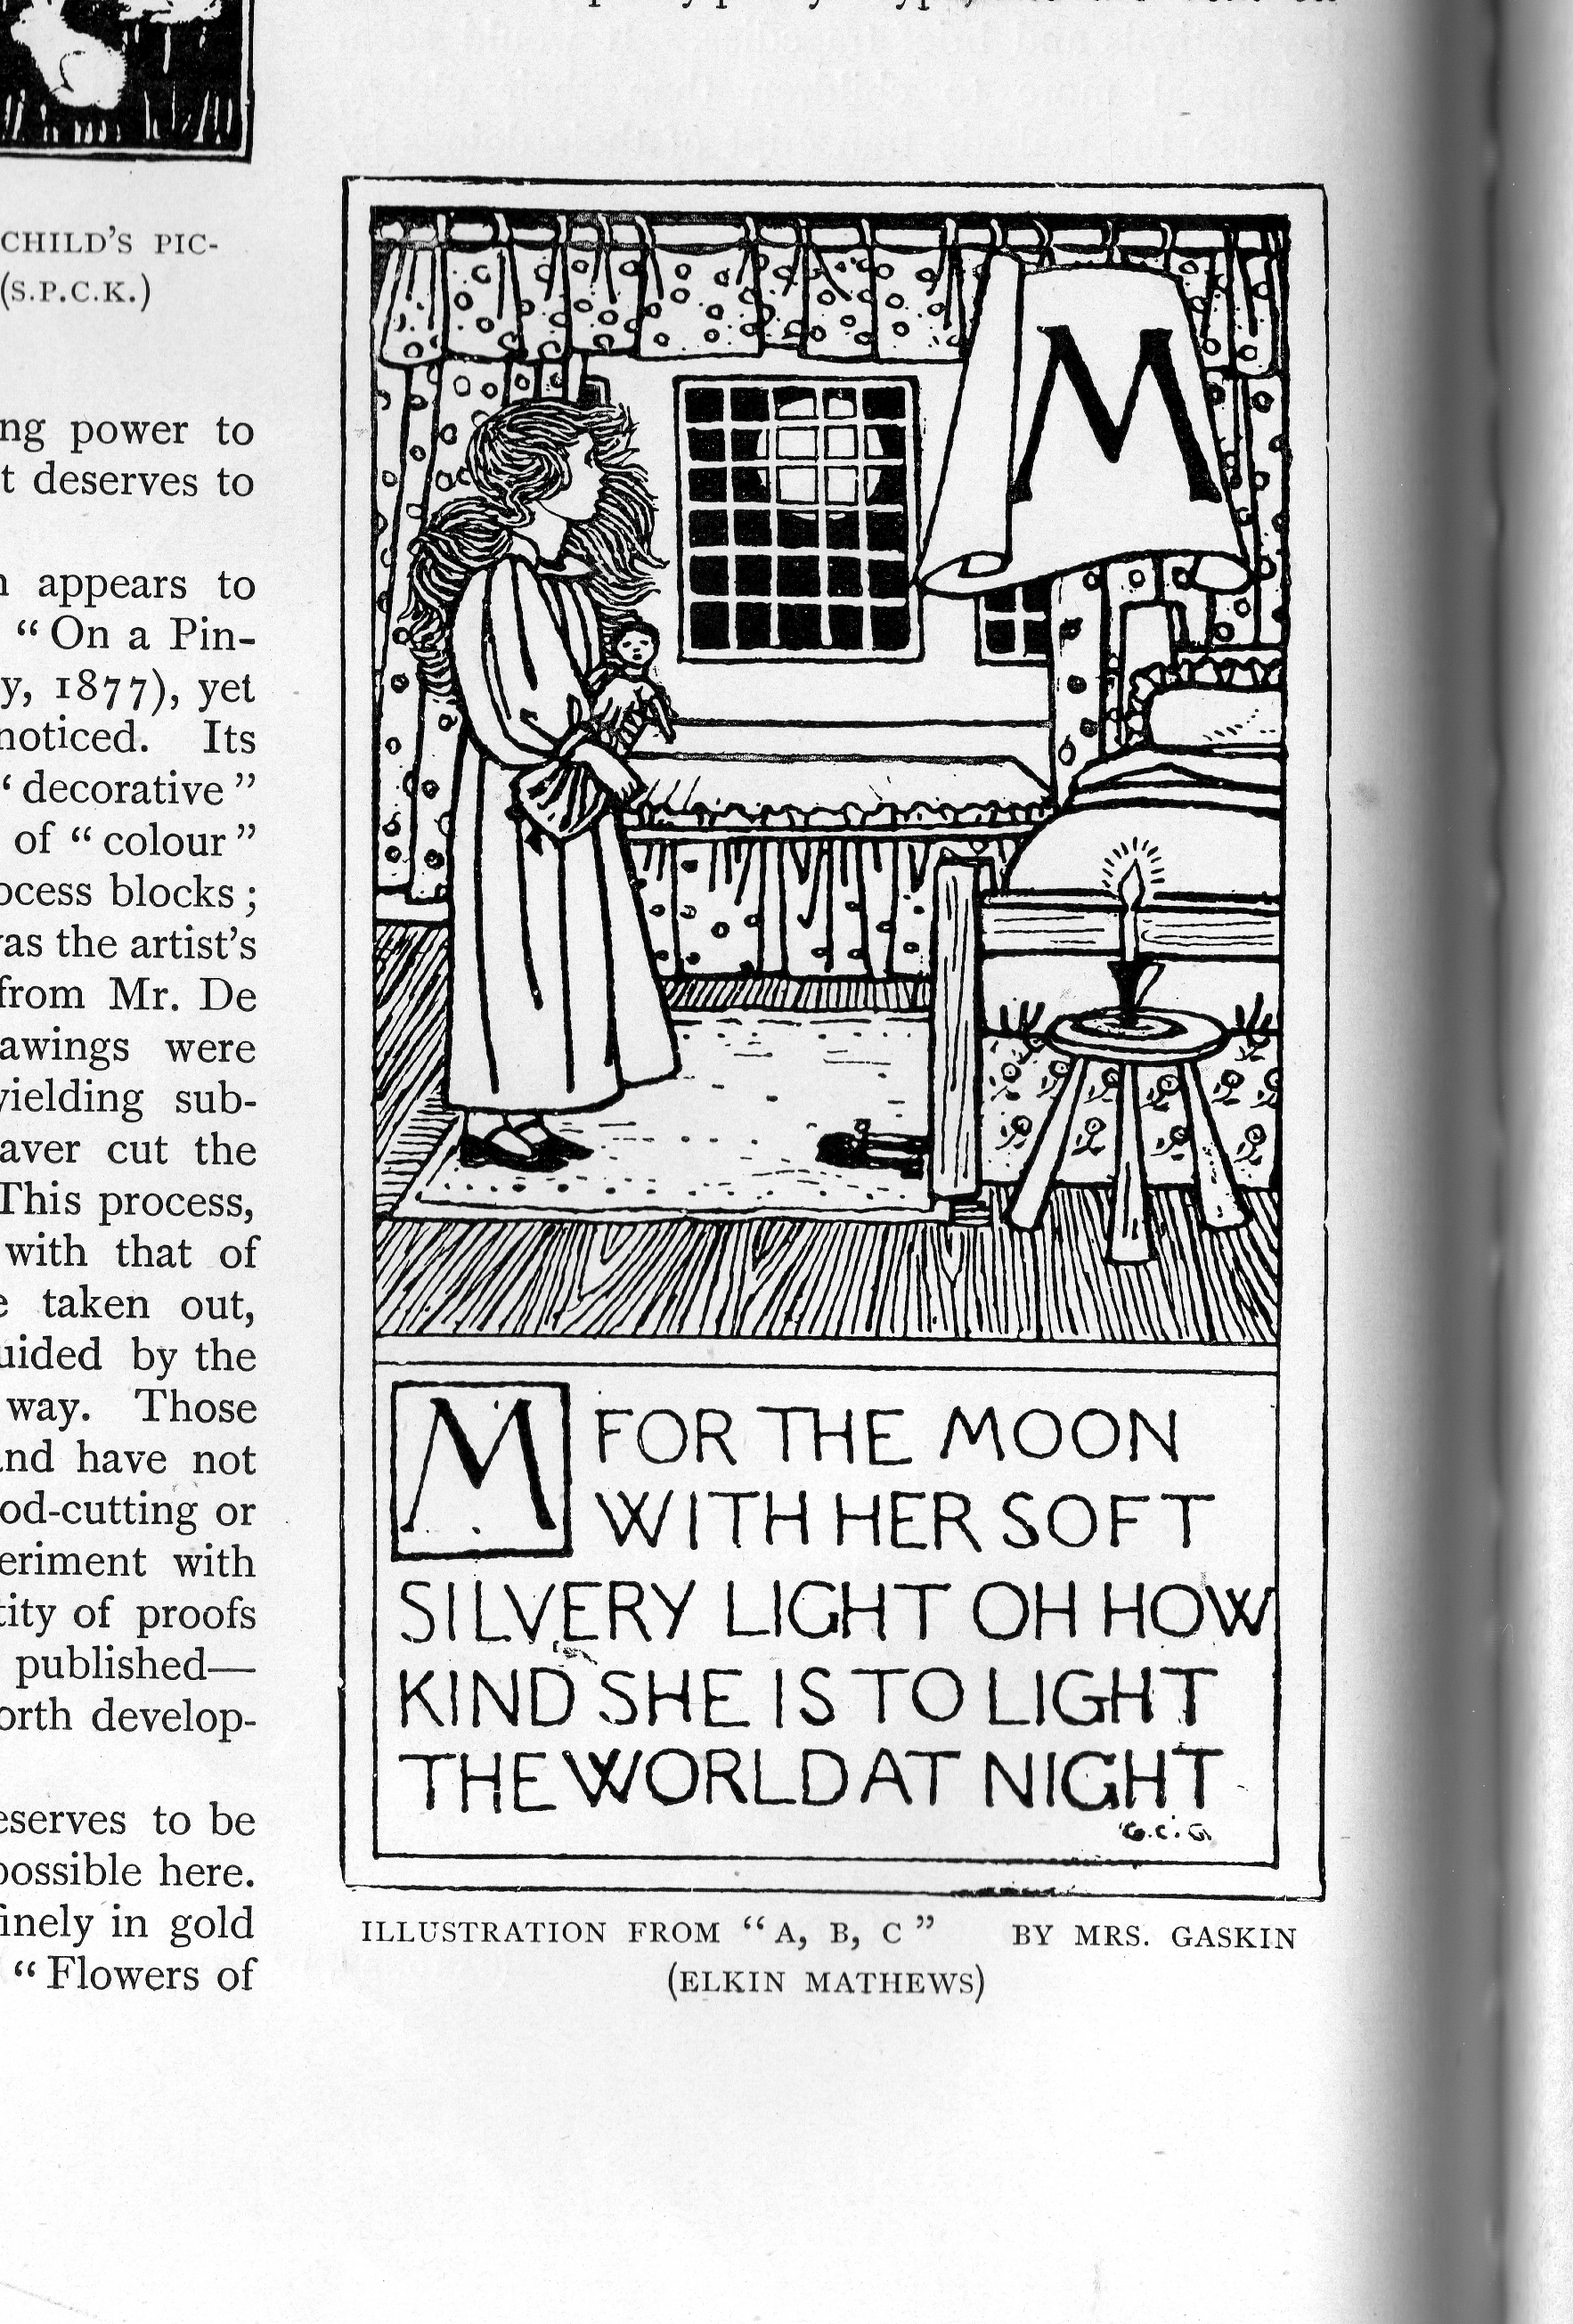 CHILD'S PIC-
(S.P.C.K.)
ng power to
t deserves to
appears to
“On a Pin-
y, 1877), yet
noticed. Its
“decorative”
of “colour”
ocess blocks;
as the artist's
from Mr. De
awings were
yielding sub-
aver cut the
This process,
with that of
e taken out,
uided by the
way. Those
and have not
od-cutting or
eriment with
tity of proofs
published—
orth develop-
eserves to be
possible here.
finely in gold
“Flowers of
M
M FOR THE MOON
WITH HER SOFT
SILVERY LIGHT OH HOW
KIND SHE IS TO LIGHT
THE WORLD AT NIGHT
G.C.G
ILLUSTRATION FROM “A, B, C” BY MRS. GASKIN
(ELKIN MATHEWS)